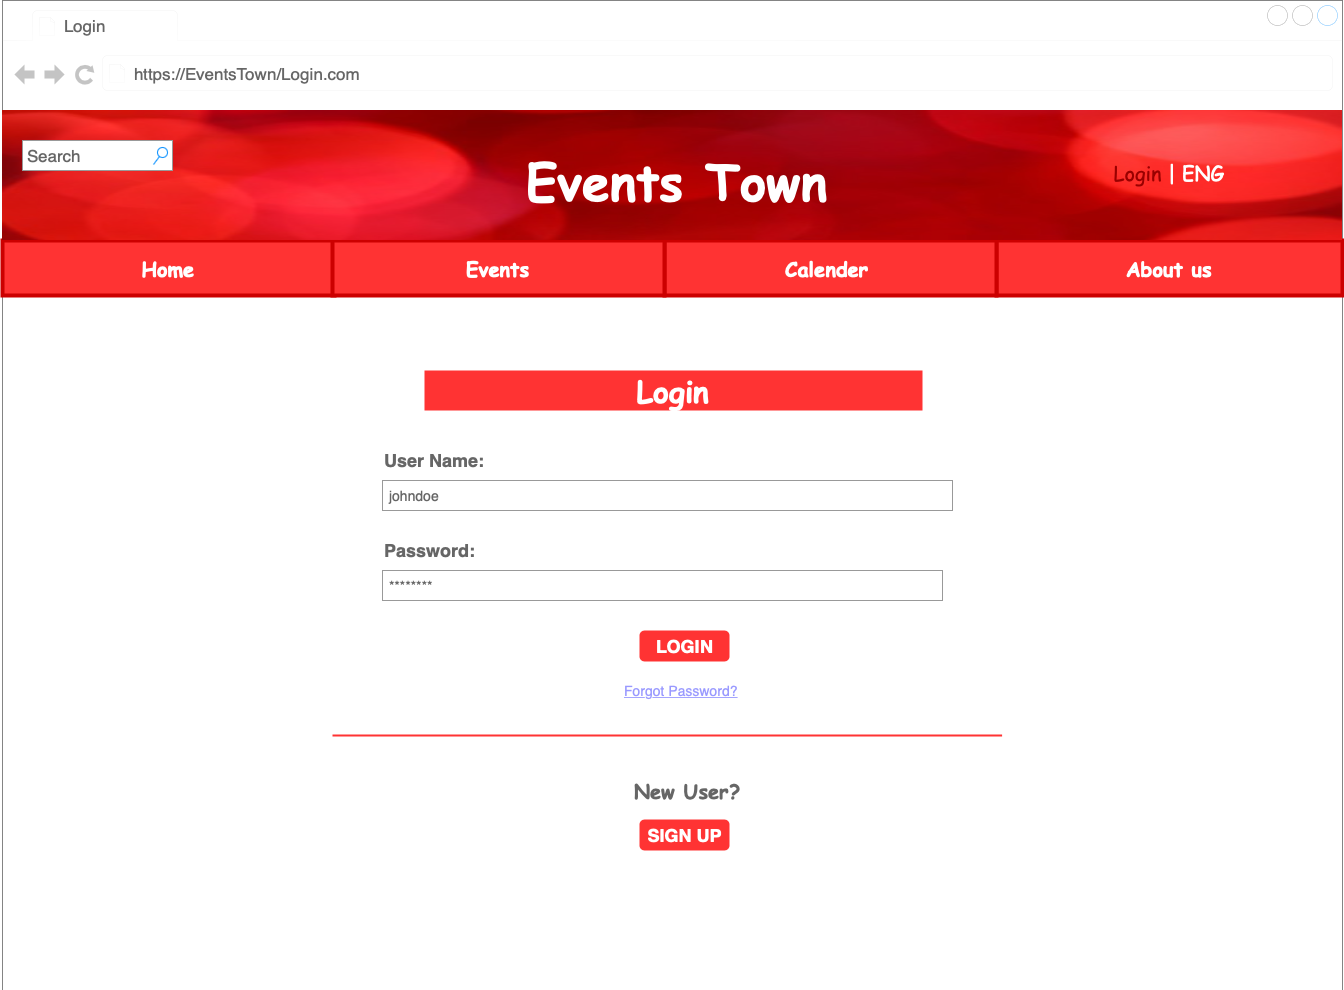 Login
https://EventsTown/Login.com
Search
Events Town
Login | ENG
Home Events Calender About us
Login
User Name:
johndoe
Password:
********
LOGIN
Forgot Password?
New User?
SIGN UP